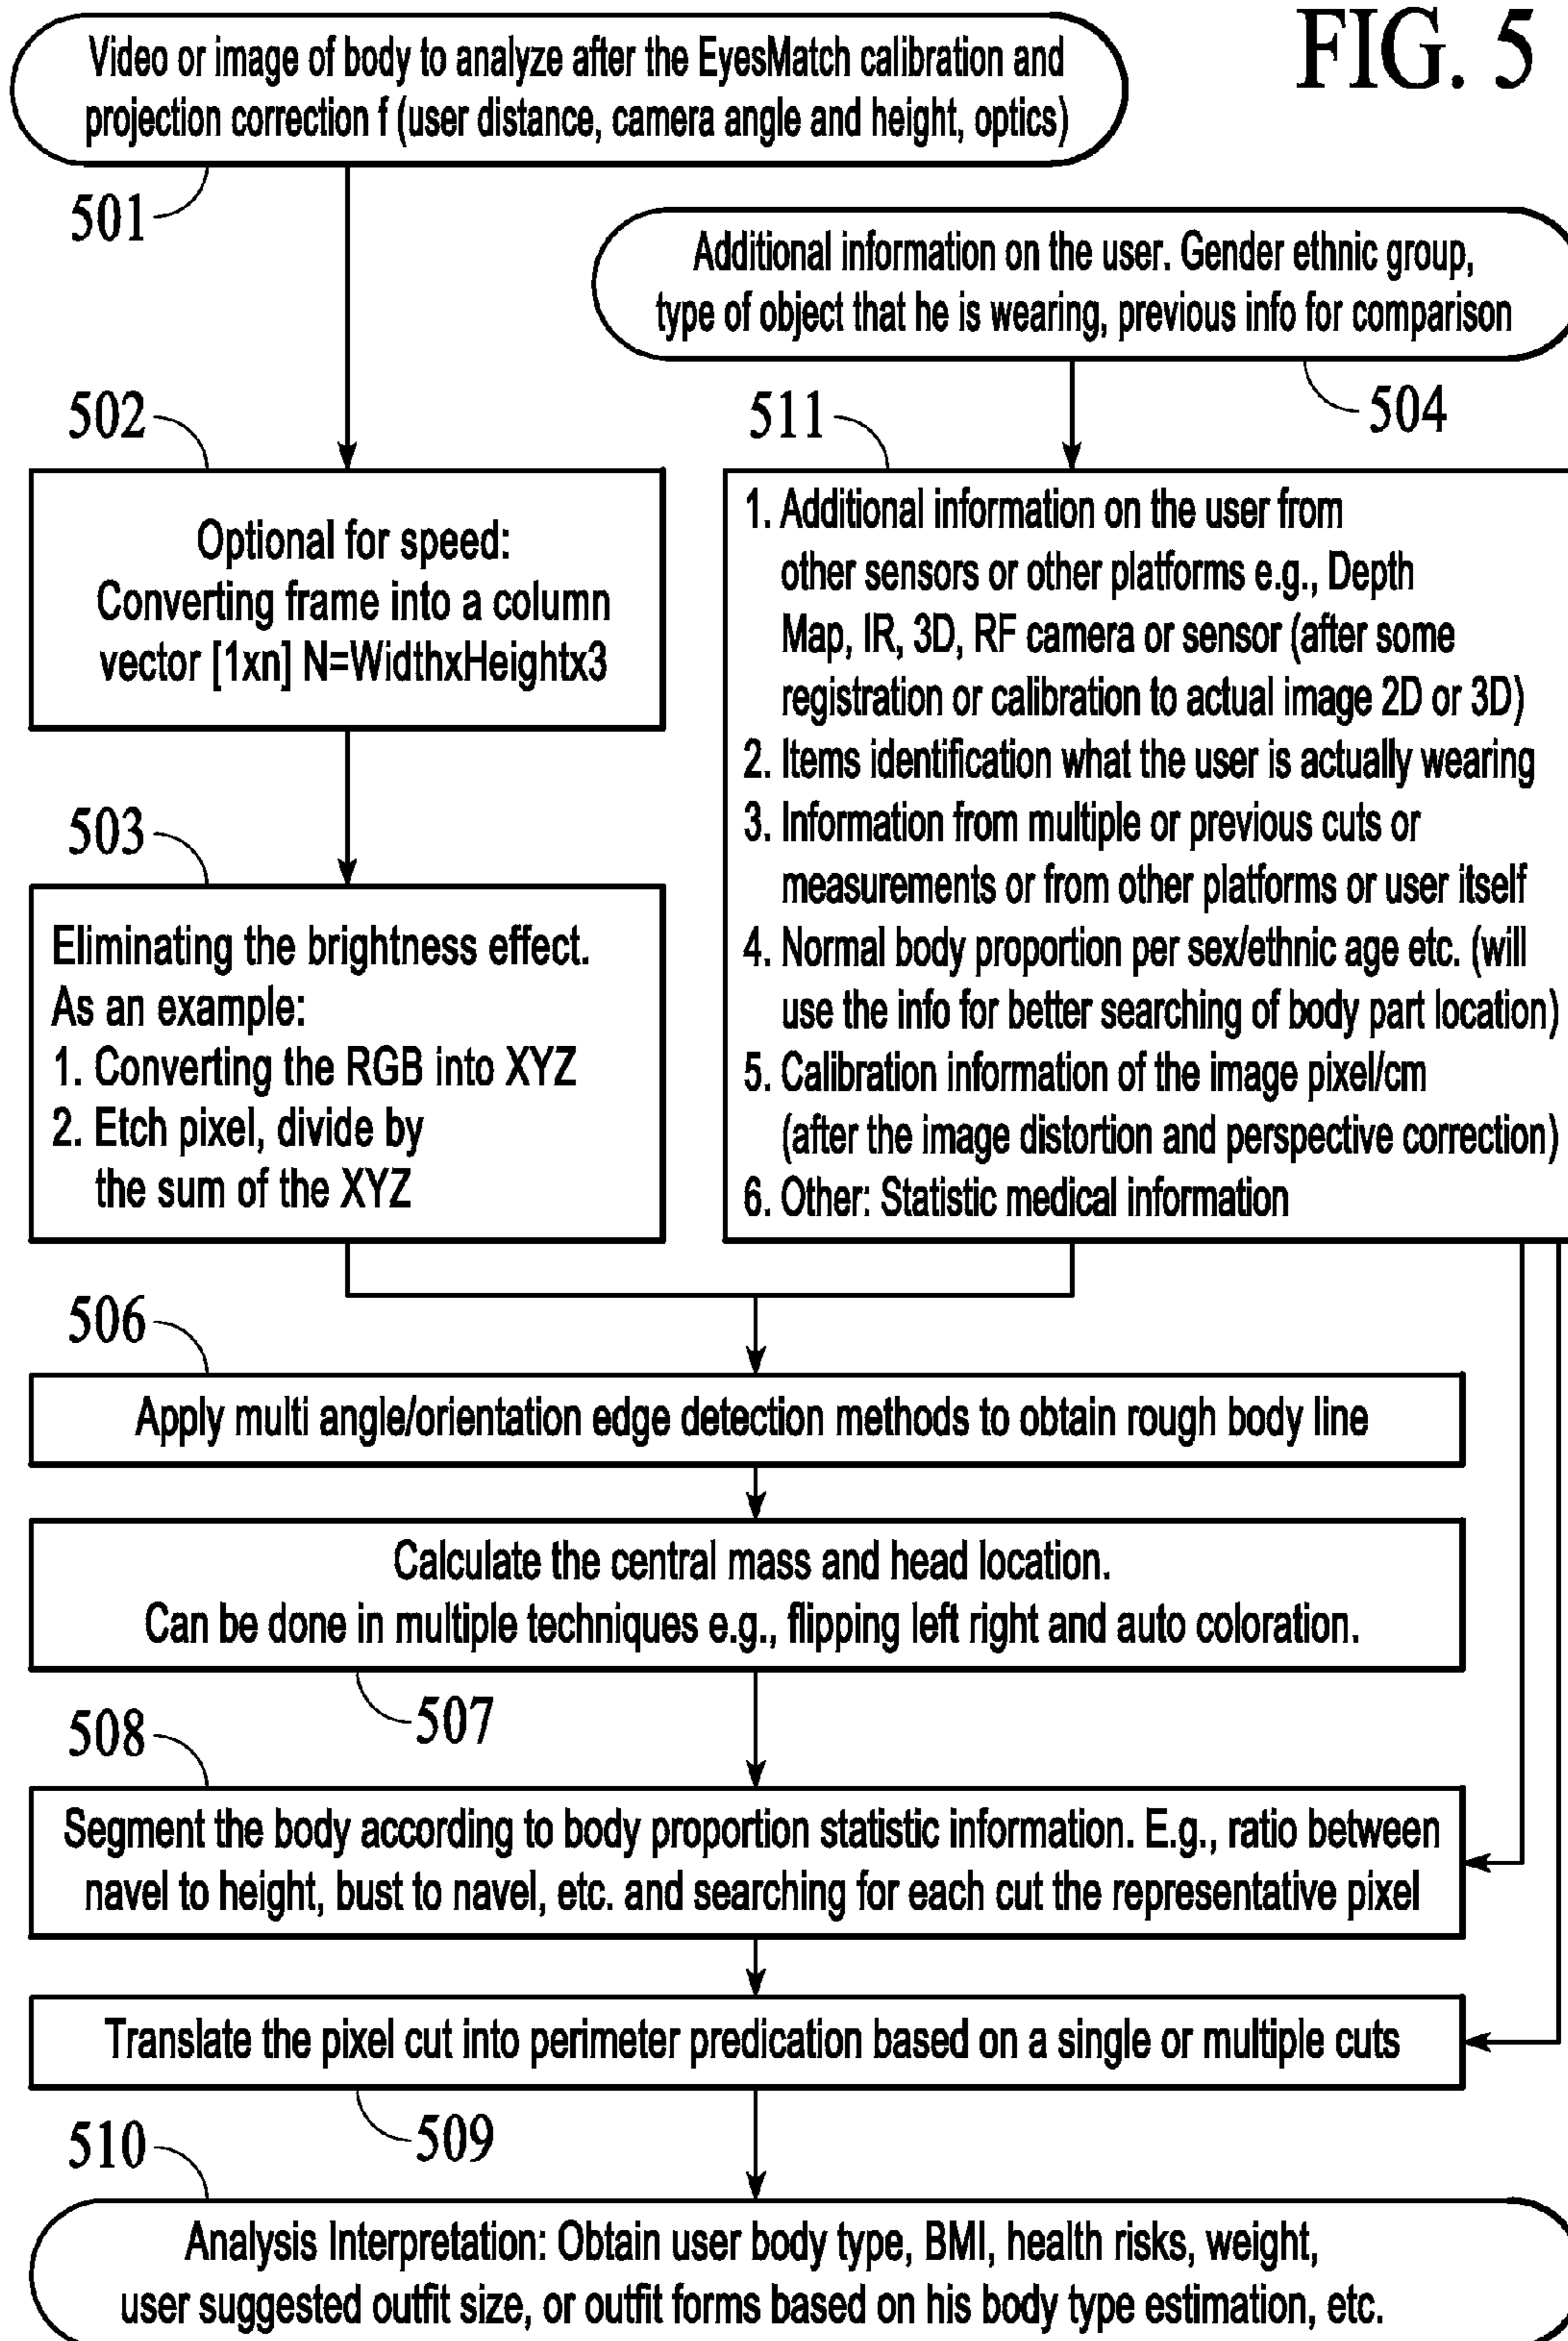 FIG. 5
Video or image of body to analyze after the EyesMatch calibration and
projection correction f (user distance, camera angle and height, optics)
501
Additional information on the user. Gender ethnic group,
type of object that he is wearing, previous info for comparison
504
502
Optional for speed:
Converting frame into a column
vector [1xn] N=WidthxHeightx3
511
1. Additional information on the user from
other sensors or other platforms e.g., Depth
Map, IR, 3D, RF camera or sensor (after some
registration or calibration to actual image 2D or 3D)
2. Items identification what the user is actually wearing
3. Information from multiple or previous cuts or
measurements or from other platforms or user itself
4. Normal body proportion per sex/ethnic age etc. (will
use the info for better searching of body part location)
5. Calibration information of the image pixel/cm
(after the image distortion and perspective correction)
6. Other: Statistic medical information
503
Eliminating the brightness effect.
As an example:
1. Converting the RGB into XYZ
2. Etch pixel, divide by
the sum of the XYZ
506
Apply multi angle/orientation edge detection methods to obtain rough body line
Calculate the central mass and head location.
Can be done in multiple techniques e.g., flipping left right and auto coloration.
507
508
Segment the body according to body proportion statistic information. E.g., ratio between
navel to height, bust to navel, etc. and searching for each cut the representative pixel
Translate the pixel cut into perimeter predication based on a single or multiple cuts
509
510
Analysis Interpretation: Obtain user body type, BMI, health risks, weight,
user suggested outfit size, or outfit forms based on his body type estimation, etc.